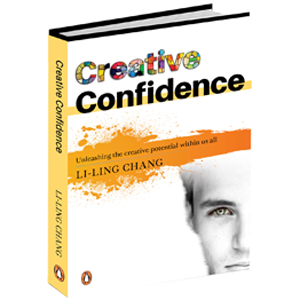 Creative Confidence
LI-LING CHANG
Creative
Confidence
Unleashing the creative potential within us all
LI-LING CHANG